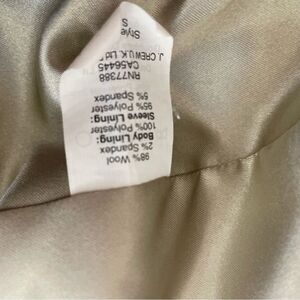 98% Wool
2% Spandex
Body Lining:
100% Polyester
Sleeve Lining:
95% Polyester
5% Spandex
RN77388
CA56445
J. CREW U.K. Ltd
Style
S